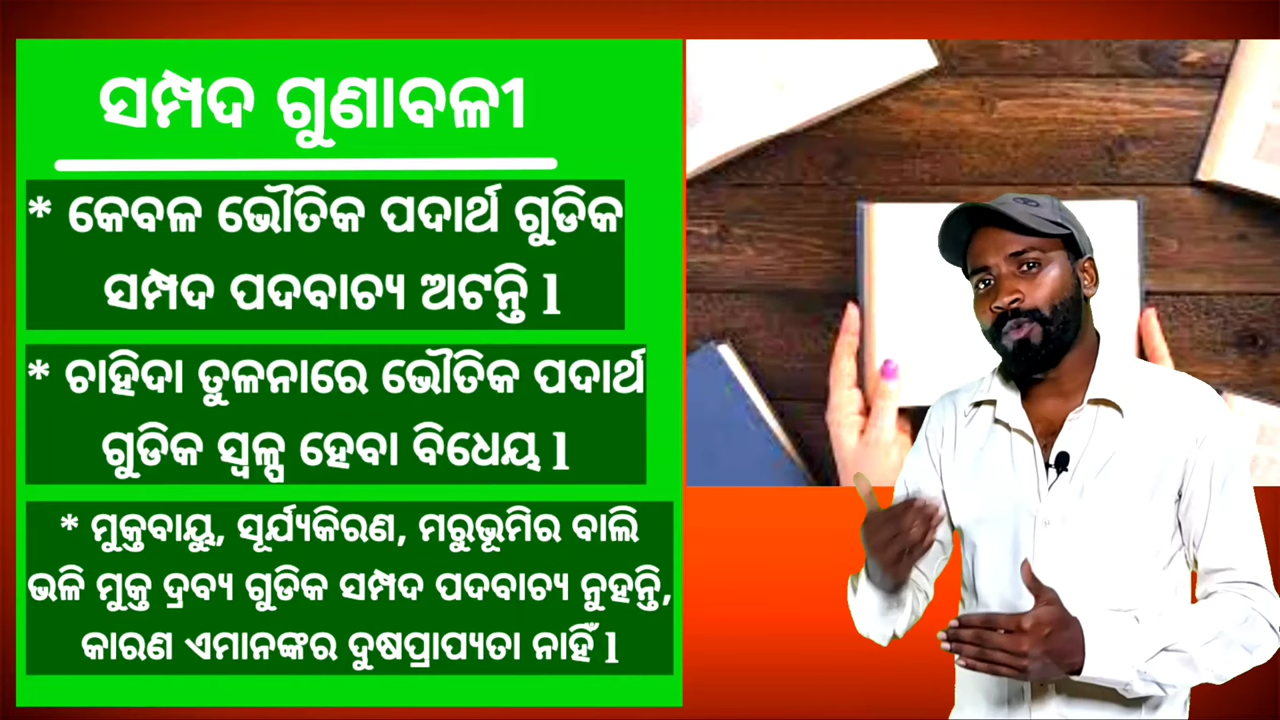 ସମ୍ପଦ ଗୁଣାବଳୀ
* କେବଳ ଭୌତିକ ପଦାର୍ଥ ଗୁଡିକ
ସମ୍ପଦ ପଦବାଚ୍ୟ ଅଟନ୍ତି l
* ଚାହିଦା ତୁଳନାରେ ଭୌତିକ ପଦାର୍ଥ
ଗୁଡିକ ସ୍ୱଳ୍ପ ହେବା ବିଧେୟ l
* ମୁକ୍ତବାୟୁ, ସୂର୍ଯ୍ୟକିରଣ, ମରୁଭୂମିର ବାଲି
ଭଳି ମୁକ୍ତ ଦ୍ରବ୍ୟ ଗୁଡିକ ସମ୍ପଦ ପଦବାଚ୍ୟ ନୁହନ୍ତି,
କାରଣ ଏମାନଙ୍କର ଦୁଷପ୍ରାପ୍ୟତା ନାହିଁ l